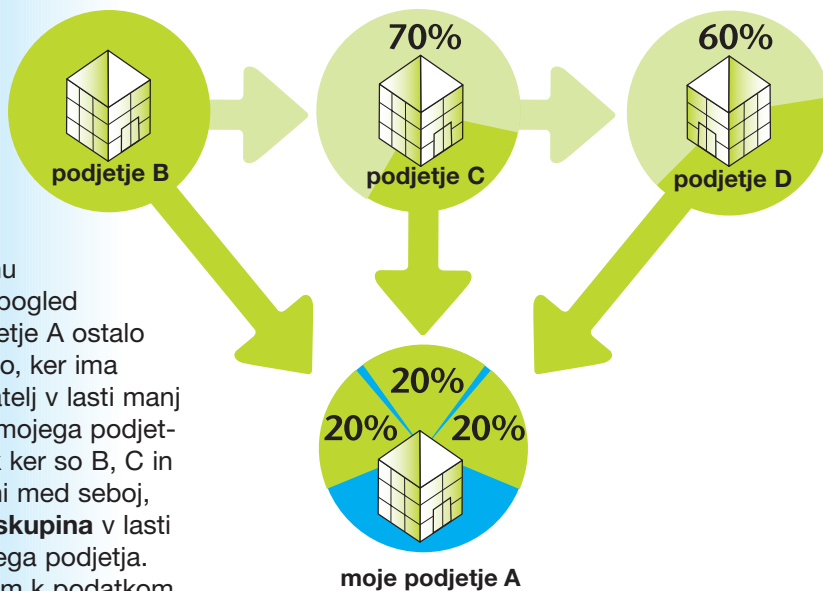 70%
60%
podjetje B
podjetje C
podjetje D
pogled
etje A ostalo
o, ker ima
atelj v lasti manj
mojega podjet-
ker so B, C in
ni med seboj,
skupina v lasti
ega podjetja.
m k podatkom
20%
20%
20%
moje podjetje A